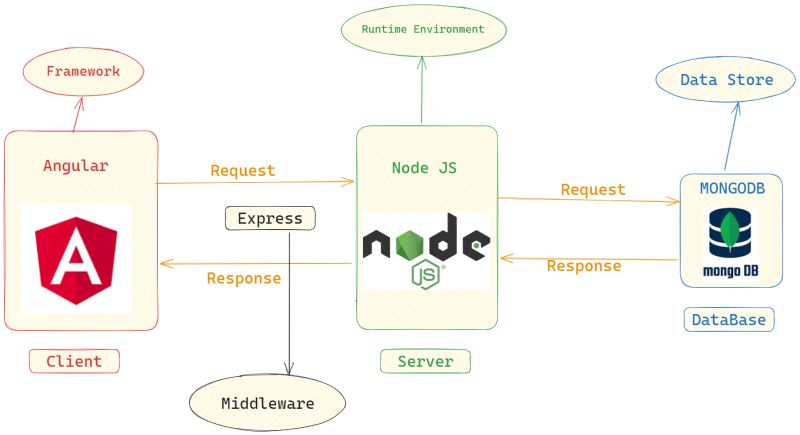 Runtime Environment
Framework
Data Store
Angular
Request
Node JS
Request
MONGODB
Express
node
JS
®
mongo DB
A
Response
Response
DataBase
Client
Server
Middleware